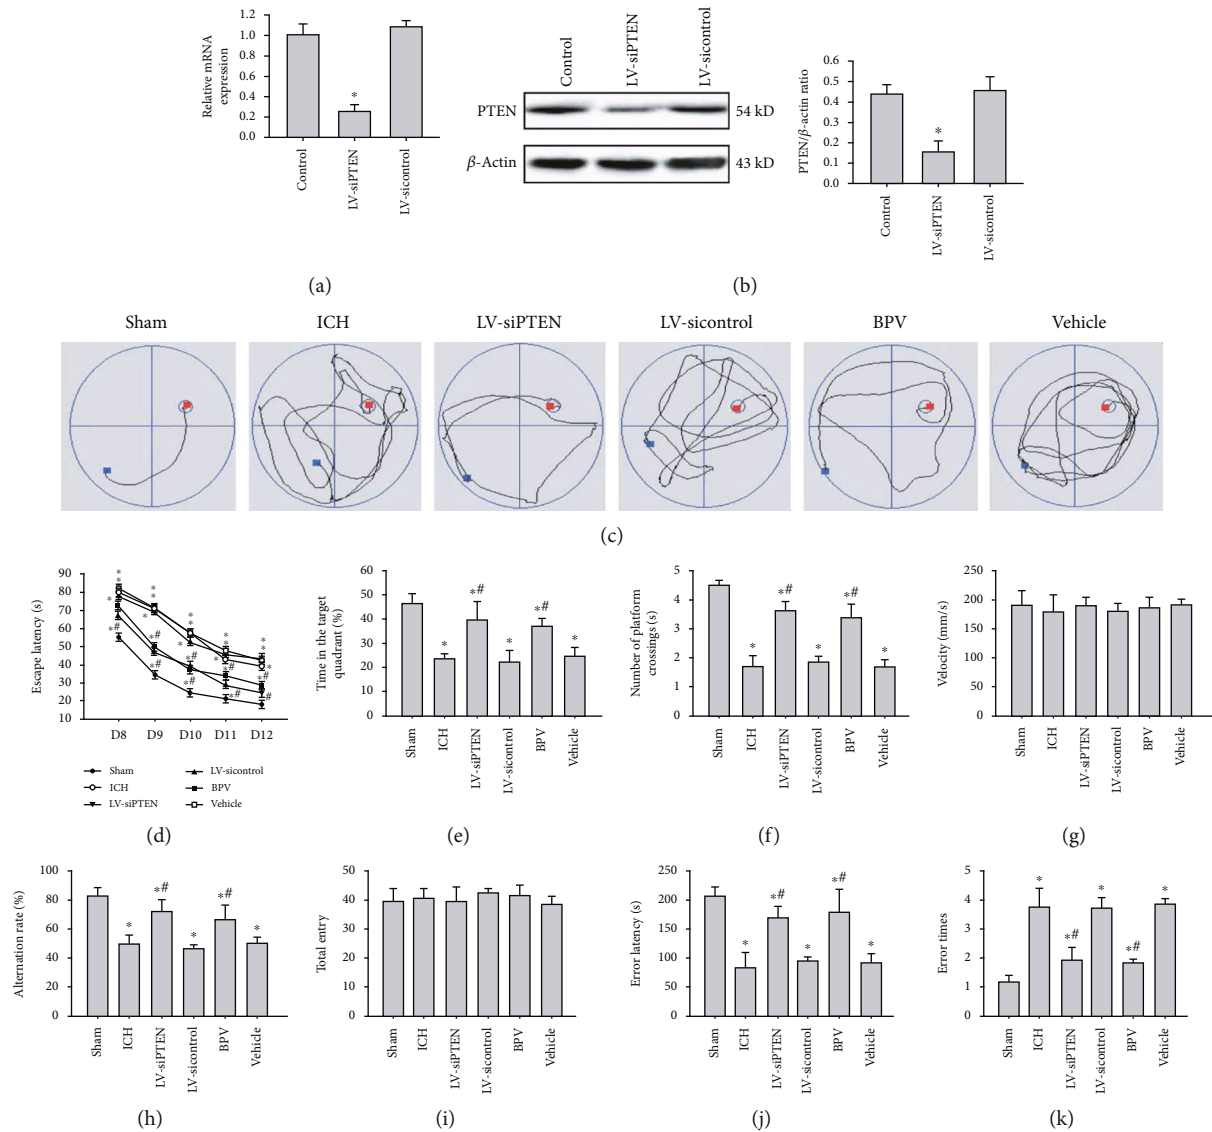 Relative mRNA
expression
1.2
1.0
0.8
0.6
0.4
0.2
0.0
*
Control
LV-siPTEN
LV-sicontrol
(a)
Control
LV-siPTEN
LV-sicontrol
PTEN
54 kD
β-Actin
43 kD
PTEN/β-actin ratio
0.6
0.5
0.4
0.3
0.2
0.1
0.0
*
Control
LV-siPTEN
LV-sicontrol
(b)
Sham
ICH
LV-siPTEN
LV-sicontrol
BPV
Vehicle
(c)
Escape latency (s)
90
80
70
60
50
40
30
20
10
D8
D9
D10
D11
D12
Sham
ICH
LV-siPTEN
LV-sicontrol
BPV
Vehicle
(d)
Time in the target
quadrant (%)
60
50
40
30
20
10
0
*
*#
*
*#
*
Sham
ICH
LV-siPTEN
LV-sicontrol
BPV
Vehicle
(e)
Number of platform
crossings (s)
5
4
3
2
1
0
*
*#
*
*#
*
Sham
ICH
LV-siPTEN
LV-sicontrol
BPV
Vehicle
(f)
Velocity (mm/s)
250
200
150
100
50
0
Sham
ICH
LV-siPTEN
LV-sicontrol
BPV
Vehicle
(g)
Alternation rate (%)
100
80
60
40
20
0
*
*#
*
*#
*
Sham
ICH
LV-siPTEN
LV-sicontrol
BPV
Vehicle
(h)
Total entry
50
40
30
20
10
0
Sham
ICH
LV-siPTEN
LV-sicontrol
BPV
Vehicle
(i)
Error latency (s)
250
200
150
100
50
0
*
*#
*
*#
*
Sham
ICH
LV-siPTEN
LV-sicontrol
BPV
Vehicle
(j)
Error times
5
4
3
2
1
0
*
*#
*
*#
*
Sham
ICH
LV-siPTEN
LV-sicontrol
BPV
Vehicle
(k)